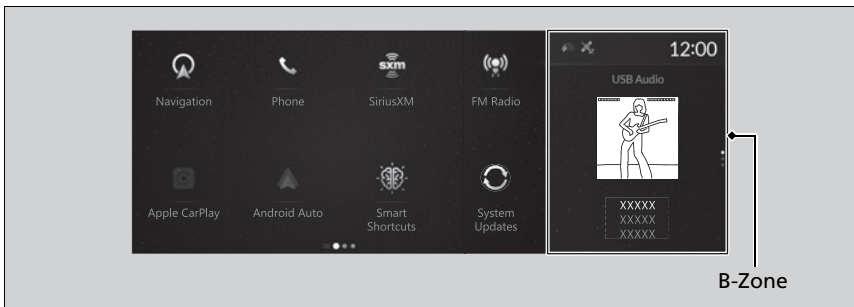 12:00
USB Audio
sxm
Navigation
Phone
SiriusXM
FM Radio
Apple CarPlay
Android Auto
Smart
Shortcuts
System
Updates
XXXXX
XXXXX
XXXXX
B-Zone